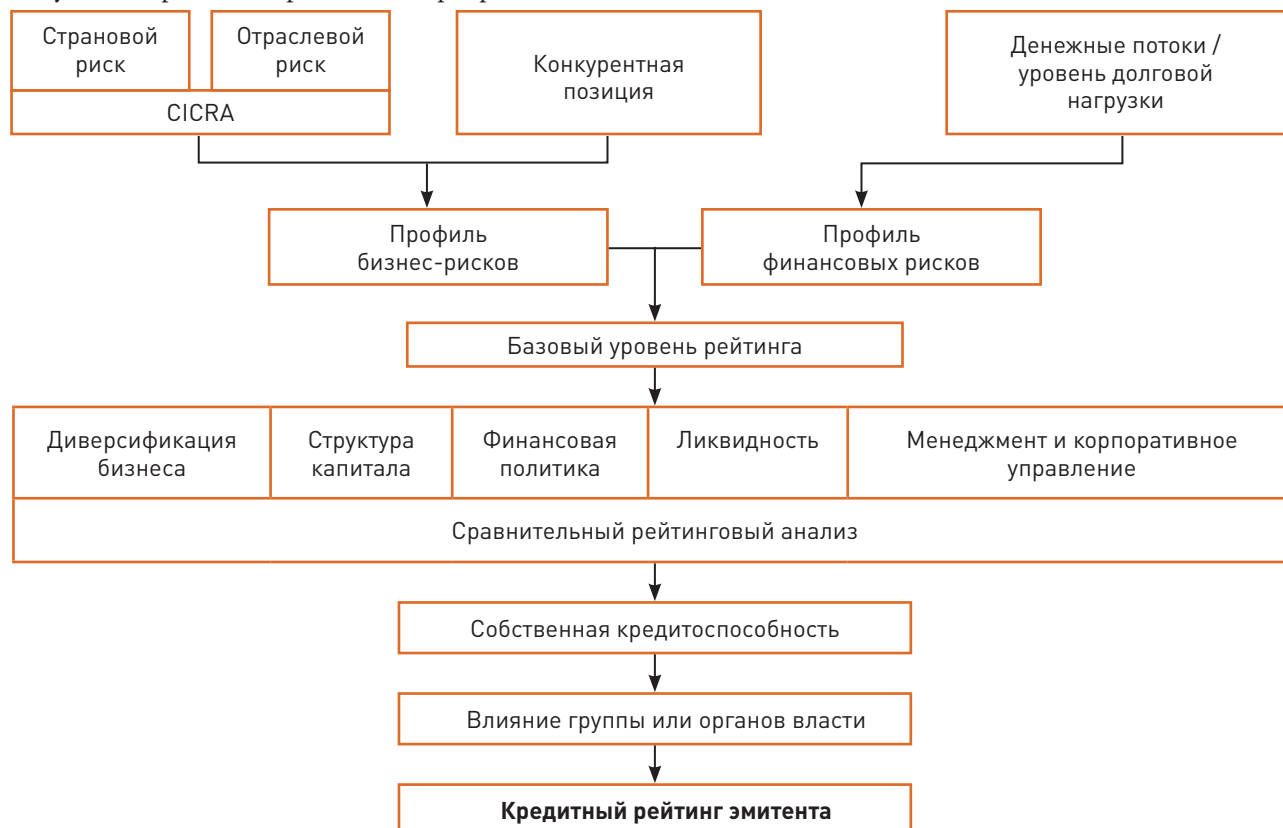 Страновой
риск
Отраслевой
риск
CICRA
Конкурентная
позиция
Денежные потоки /
уровень долговой
нагрузки
Профиль
бизнес-рисков
Профиль
финансовых рисков
Базовый уровень рейтинга
Диверсификация
бизнеса
Структура
капитала
Финансовая
политика
Ликвидность
Менеджмент и корпоративное
управление
Сравнительный рейтинговый анализ
Собственная кредитоспособность
Влияние группы или органов власти
Кредитный рейтинг эмитента